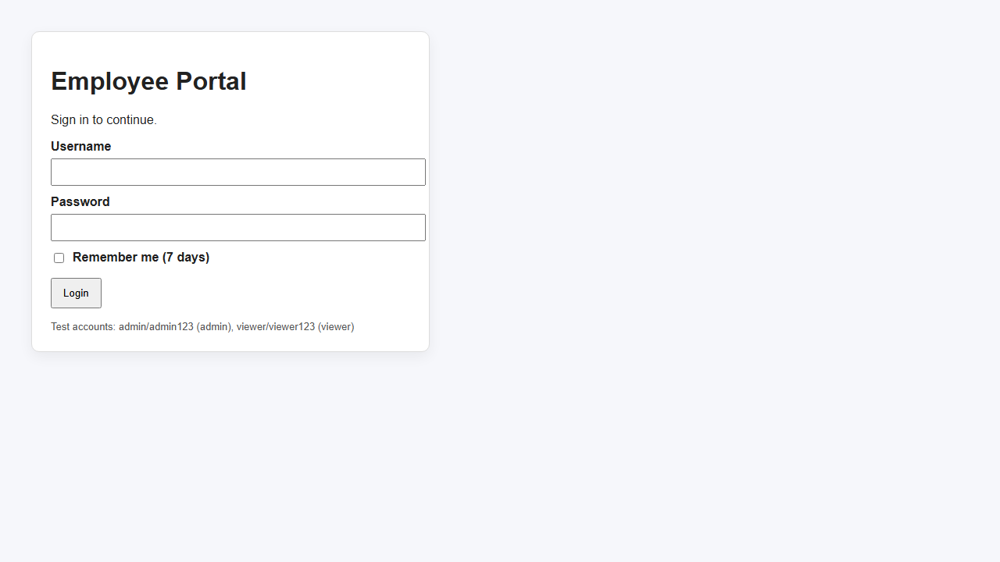 Employee Portal
Sign in to continue.
Username
Password
Remember me (7 days)
Login
Test accounts: admin/admin123 (admin), viewer/viewer123 (viewer)